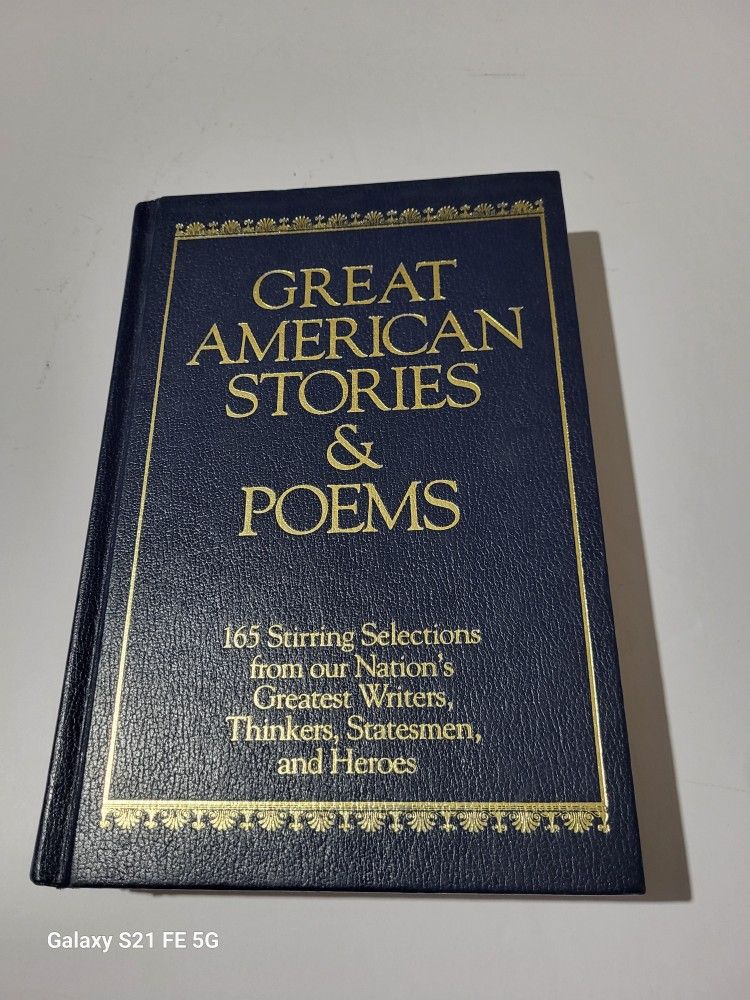 GREAT
AMERICAN
STORIES
&
POEMS
165 Stirring Selections
from our Nation's
Greatest Writers,
Thinkers, Statesmen,
and Heroes
Galaxy S21 FE 5G